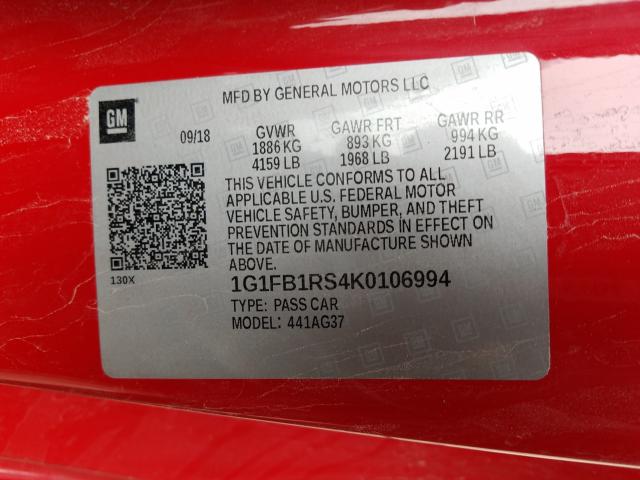 MFD BY GENERAL MOTORS LLC
GM
09/18 GVWR GAWR FRT GAWR RR
1886 KG 893 KG 994 KG
4159 LB 1968 LB 2191 LB
THIS VEHICLE CONFORMS TO ALL
APPLICABLE U.S. FEDERAL MOTOR
VEHICLE SAFETY, BUMPER, AND THEFT
PREVENTION STANDARDS IN EFFECT ON
THE DATE OF MANUFACTURE SHOWN
ABOVE.
130X
1G1FB1RS4K0106994
TYPE: PASS CAR
MODEL: 441AG37